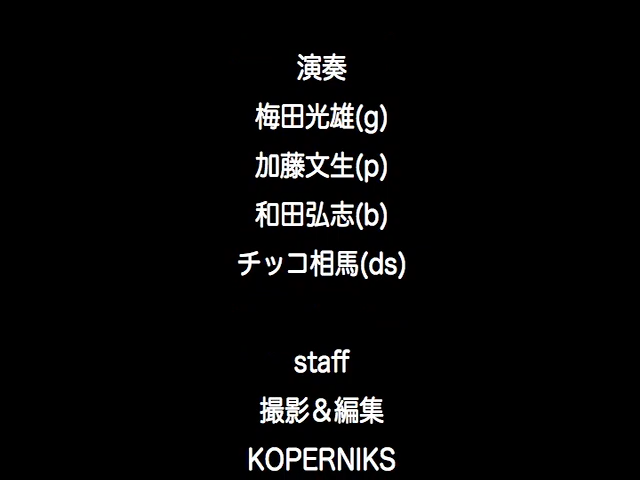 演奏
梅田光雄(g)
加藤文生(p)
和田弘志(b)
チッコ相馬(ds)
staff
撮影＆編集
KOPERNIKS